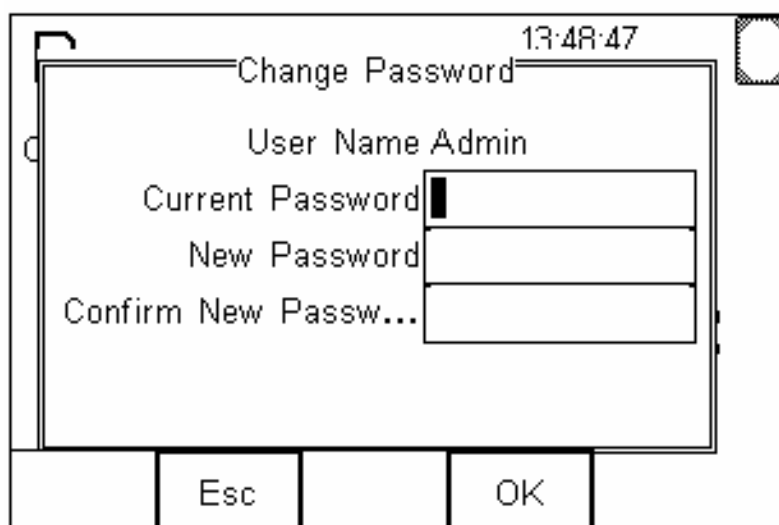 13:48:47
Change Password
User Name Admin
Current Password
New Password
Confirm New Passw...
Esc OK